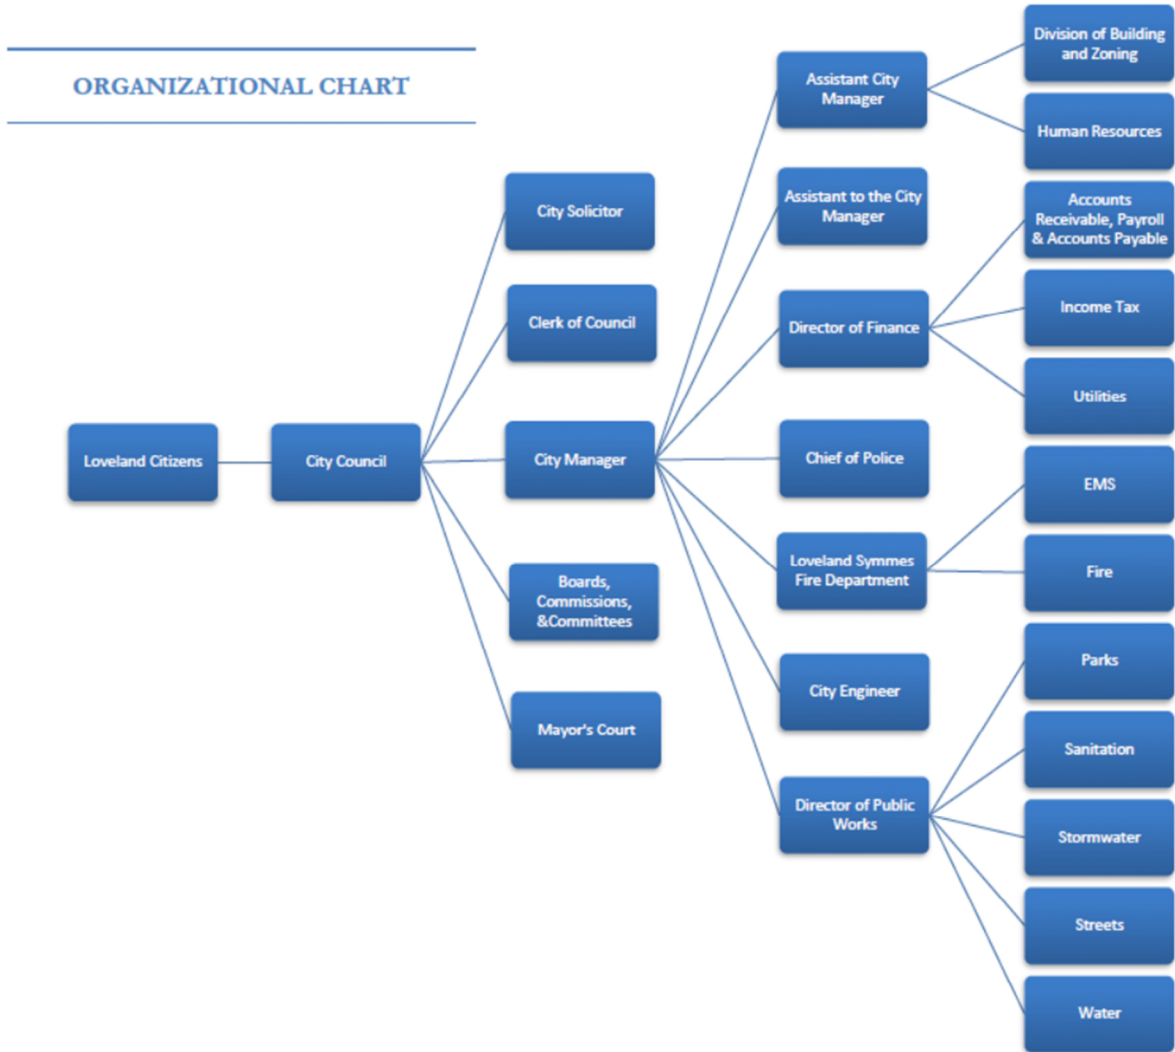 ORGANIZATIONAL CHART
Loveland Citizens
City Council
City Solicitor
Clerk of Council
City Manager
Boards,
Commissions,
&Committees
Mayor's Court
Assistant City
Manager
Assistant to the City
Manager
Director of Finance
Chief of Police
Loveland Symmes
Fire Department
City Engineer
Director of Public
Works
Division of Building
and Zoning
Human Resources
Accounts
Receivable, Payroll
& Accounts Payable
Income Tax
Utilities
EMS
Fire
Parks
Sanitation
Stormwater
Streets
Water